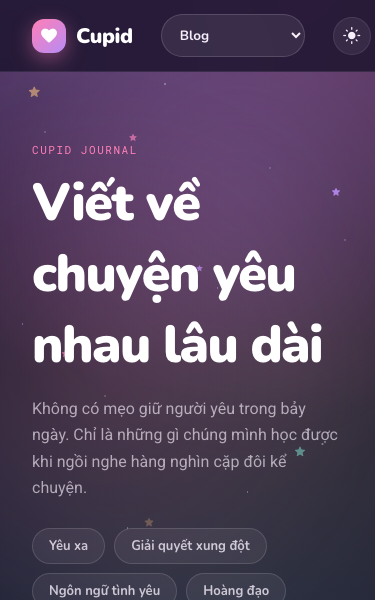 Cupid
Blog
CUPID JOURNAL
Viết về
chuyện yêu
nhau lâu dài
Không có mẹo giữ người yêu trong bảy
ngày. Chỉ là những gì chúng mình học được
khi ngồi nghe hàng nghìn cặp đôi kể
chuyện.
Yêu xa
Giải quyết xung đột
Ngôn ngữ tình yêu
Hoàng đạo